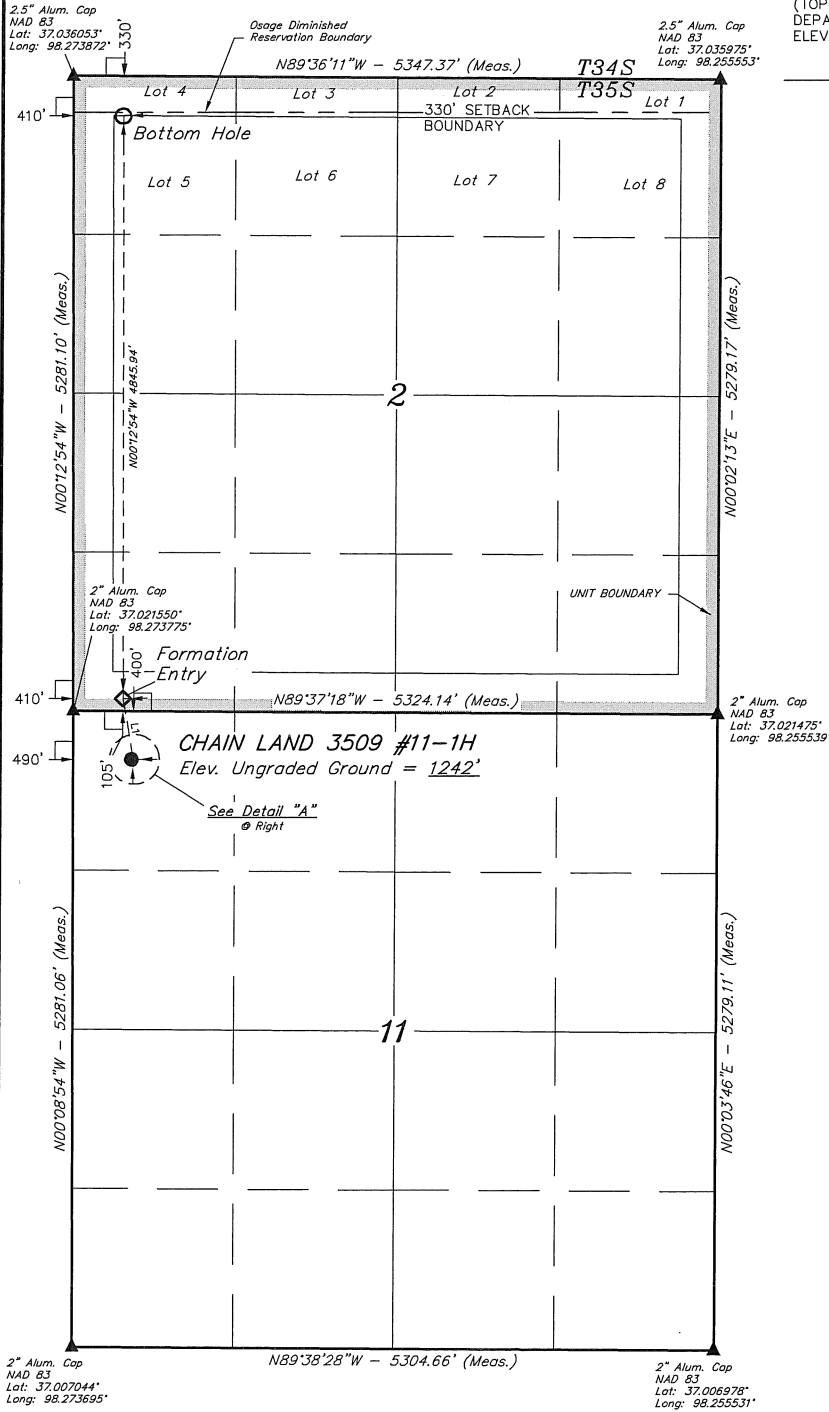 2.5" Alum. Cap
NAD 83
Lat: 37.036053°
Long: 98.273872°
330'
Osage Diminished
Reservation Boundary
N89°36'11"W - 5347.37' (Meas.)
T34S
T35S
2.5" Alum. Cap
NAD 83
Lat: 37.035975°
Long: 98.255553°
(TOP
DEPA
ELEV
Lot 4
Lot 3
Lot 2
Lot 1
410'
330' SETBACK
BOUNDARY
Bottom Hole
Lot 5
Lot 6
Lot 7
Lot 8
N00°12'54"W - 5281.10' (Meas.)
N00°12'54"W 4845.94'
2
N00°02'13"E - 5279.17' (Meas.)
2" Alum. Cap
NAD 83
Lat: 37.021550°
Long: 98.273775°
UNIT BOUNDARY
Formation
Entry
400'
410'
N89°37'18"W - 5324.14' (Meas.)
2" Alum. Cap
NAD 83
Lat: 37.021475°
Long: 98.255539°
CHAIN LAND 3509 #11-1H
Elev. Ungraded Ground = 1242'
490'
105'
See Detail "A"
@ Right
N00°08'54"W - 5281.06' (Meas.)
11
N00°03'46"E - 5279.11' (Meas.)
N89°38'28"W - 5304.66' (Meas.)
2" Alum. Cap
NAD 83
Lat: 37.007044°
Long: 98.273695°
2" Alum. Cap
NAD 83
Lat: 37.006978°
Long: 98.255531°